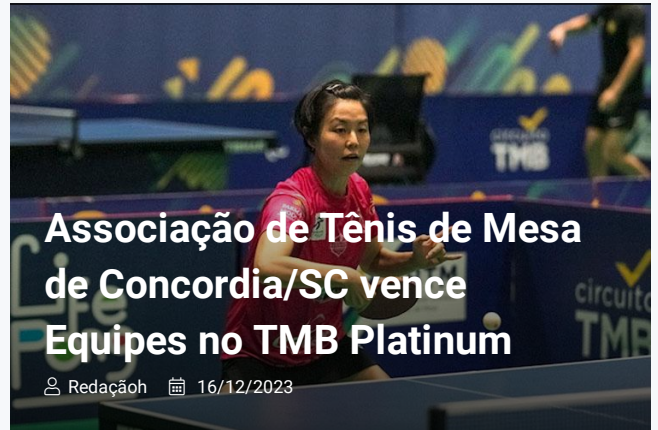 circuito
TMB
Associação de Tênis de Mesa
de Concordia/SC vence
Equipes no TMB Platinum
Redaçãoh 16/12/2023
circuito
TMB